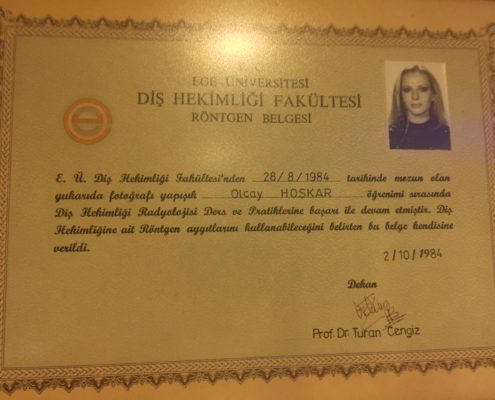 T. C.
EGE ÜNİVERSİTESİ
DİŞ HEKİMLİĞİ FAKÜLTESİ
RÖNTGEN BELGESİ
E. Ü. Diş Hekimliği Fakültesi'nden 28/8/1984 tarihinde mezun olan
yukarıda fotoğrafı yapışık Olcay HOŞKAR öğrenimi sırasında
Diş Hekimliği Radyolojisi Ders ve Pratiklerine başarı ile devam etmiştir. Diş
Hekimliğine ait Röntgen aygıtlarını kullanabileceğini belirten bu belge kendisine
verildi.
2/10/1984
Dekan
Prof. Dr. Turan Cengiz